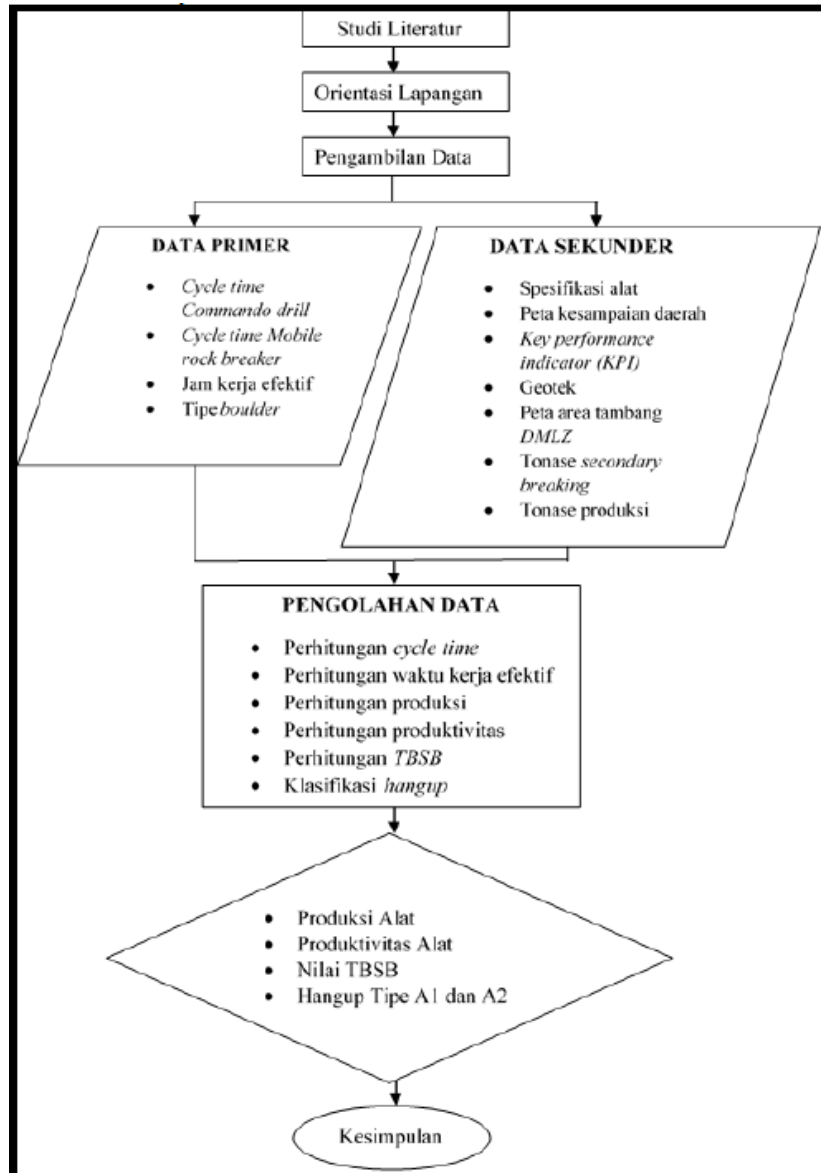 Studi Literatur
Orientasi Lapangan
Pengambilan Data
DATA PRIMER
• Cycle time
Commando drill
• Cycle time Mobile
rock breaker
• Jam kerja efektif
• Tipe boulder
DATA SEKUNDER
• Spesifikasi alat
• Peta kesampaian daerah
• Key performance
indicator (KPI)
• Geotek
• Peta area tambang
DMLZ
• Tonase secondary
breaking
• Tonase produksi
PENGOLAHAN DATA
• Perhitungan cycle time
• Perhitungan waktu kerja efektif
• Perhitungan produksi
• Perhitungan produktivitas
• Perhitungan TBSB
• Klasifikasi hangup
• Produksi Alat
• Produktivitas Alat
• Nilai TBSB
• Hangup Tipe A1 dan A2
Kesimpulan